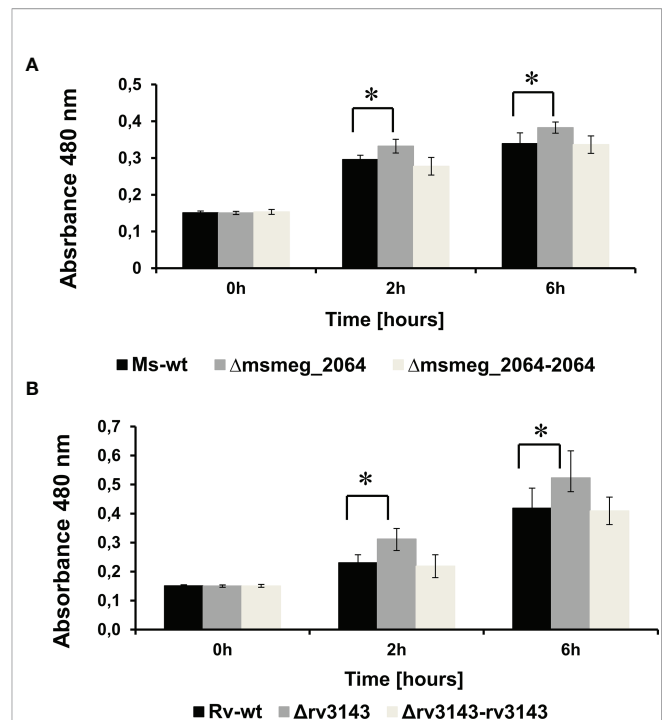 A
Absrbance 480 nm
0,5
0,4
0,3
0,2
0,1
0
*
*
0h 2h 6h
Time [hours]
Ms-wt Δmsmeg_2064 Δmsmeg_2064-2064
B
Absorbance 480 nm
0,7
0,6
0,5
0,4
0,3
0,2
0,1
0,0
*
*
0h 2h 6h
Time [hours]
Rv-wt Δrv3143 Δrv3143-rv3143